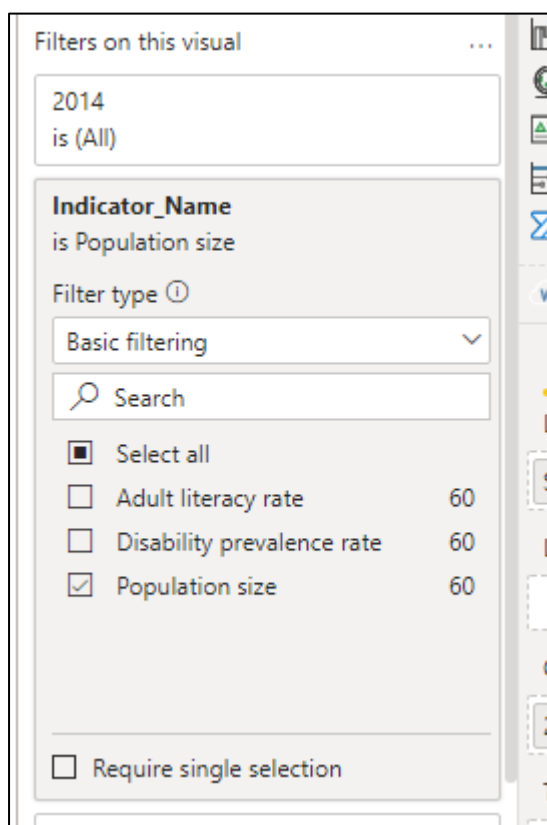 Filters on this visual
2014
is (All)
Indicator_Name
is Population size
Filter type
Basic filtering
Search
Select all
Adult literacy rate 60
Disability prevalence rate 60
Population size 60
Require single selection